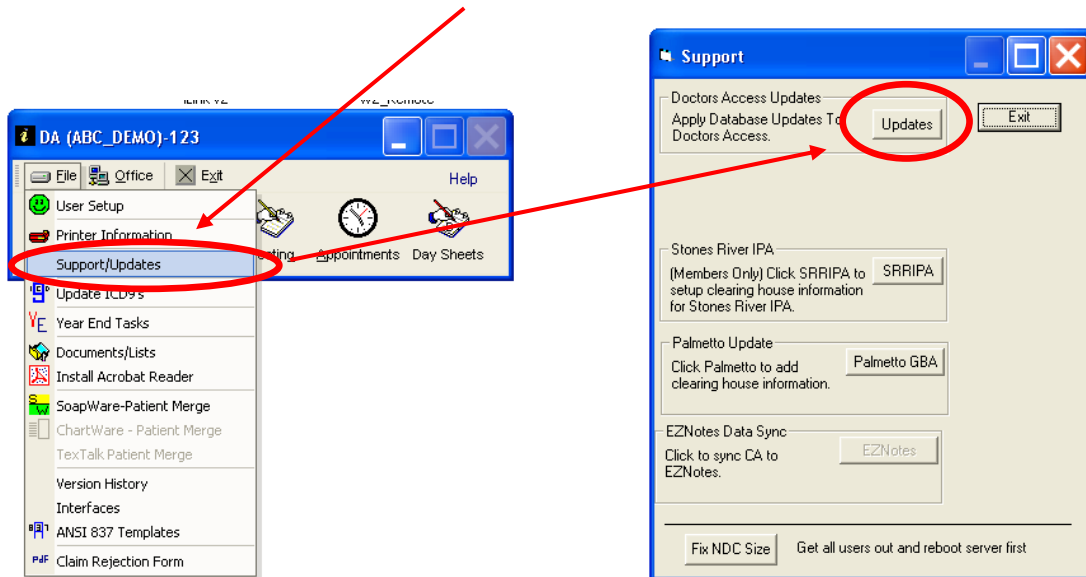 DA (ABC_DEMO)-123
File Office Exit Help
User Setup
Printer Information
Support/Updates
Update ICD9's
Year End Tasks
Documents/Lists
Install Acrobat Reader
SoapWare-Patient Merge
ChartWare - Patient Merge
TexTalk Patient Merge
Version History
Interfaces
ANSI 837 Templates
Claim Rejection Form
Appointments Day Sheets
Support
Doctors Access Updates
Apply Database Updates To
Doctors Access.
Updates
Exit
Stones River IPA
(Members Only) Click SRRIPA to
setup clearing house information
for Stones River IPA.
SRRIPA
Palmetto Update
Click Palmetto to add
clearing house information.
Palmetto GBA
EZNotes Data Sync
Click to sync CA to
EZNotes.
EZNotes
Fix NDC Size Get all users out and reboot server first